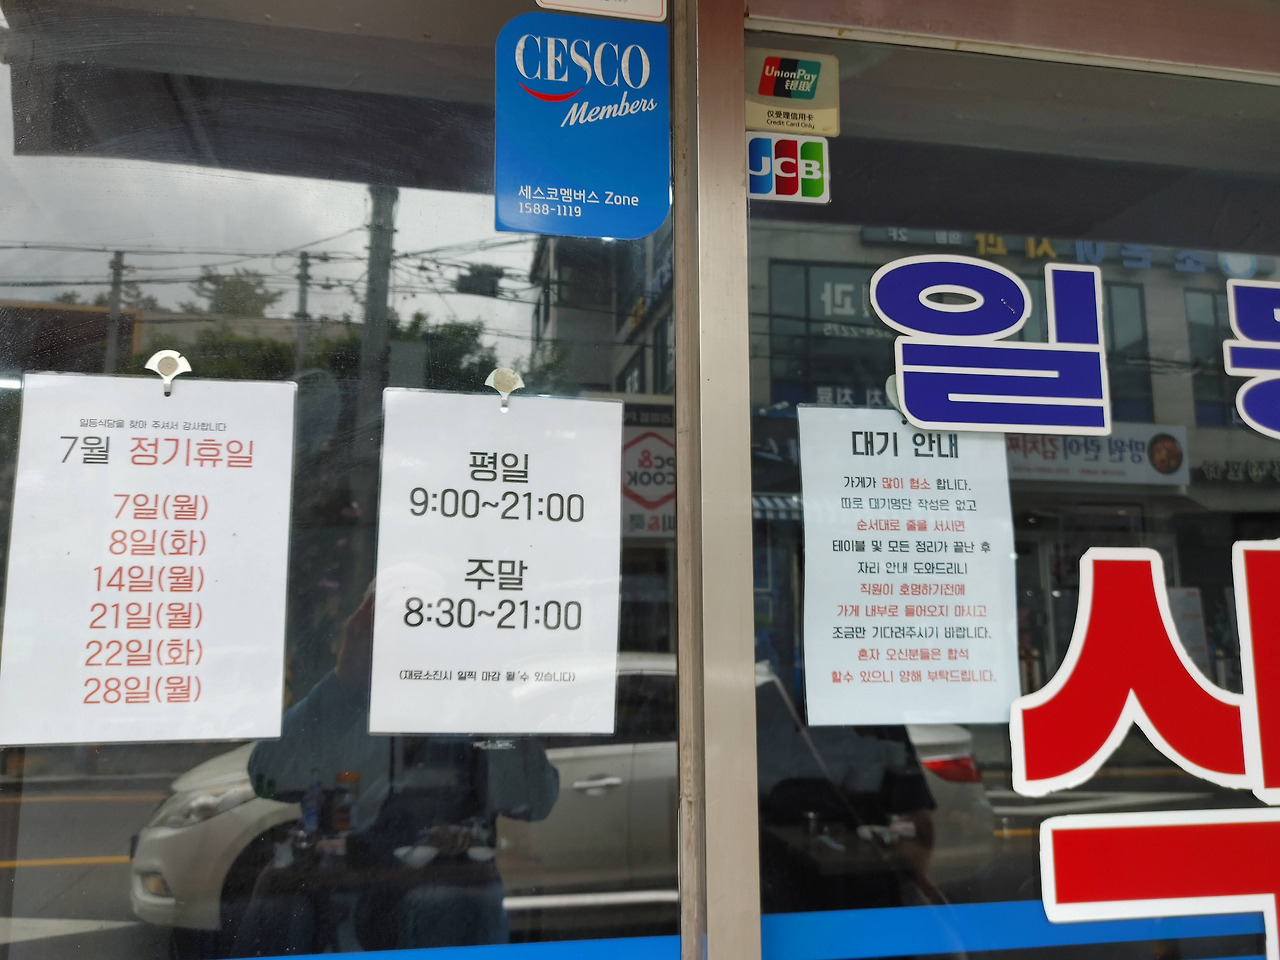 CESCO
Members
세스코멤버스 Zone
1588-1119
UnionPay
银联
仅受理信用卡
Credit Card Only
JCB
일등식당을 찾아 주셔서 감사합니다
7월 정기휴일
7일(월)
8일(화)
14일(월)
21일(월)
22일(화)
28일(월)
평일
9:00~21:00
주말
8:30~21:00
(재료소진시 일찍 마감 될 수 있습니다)
대기 안내
가게가 많이 협소 합니다.
따로 대기명단 작성은 없고
순서대로 줄을 서시면
테이블 및 모든 정리가 끝난 후
자리 안내 도와드리니
직원이 호명하기전에
가게 내부로 들어오지 마시고
조금만 기다려주시기 바랍니다.
혼자 오신분들은 합석
할수 있으니 양해 부탁드립니다.
일